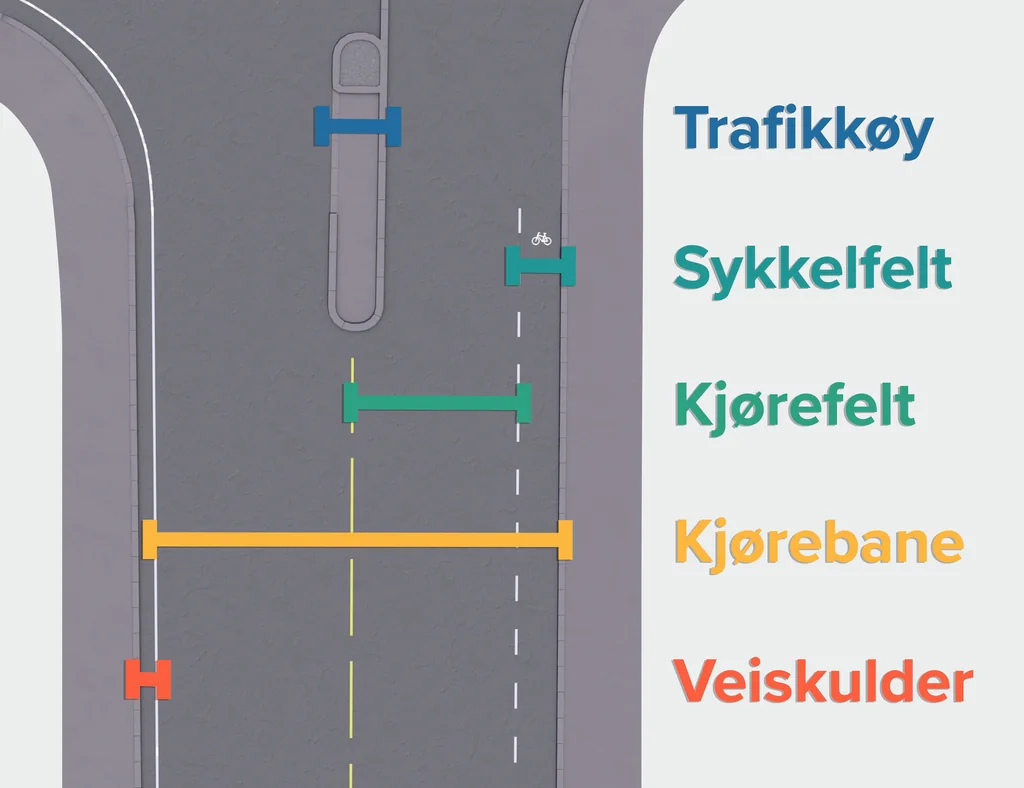 Trafikkøy
Sykkelfelt
Kjørefelt
Kjørebane
Veiskulder